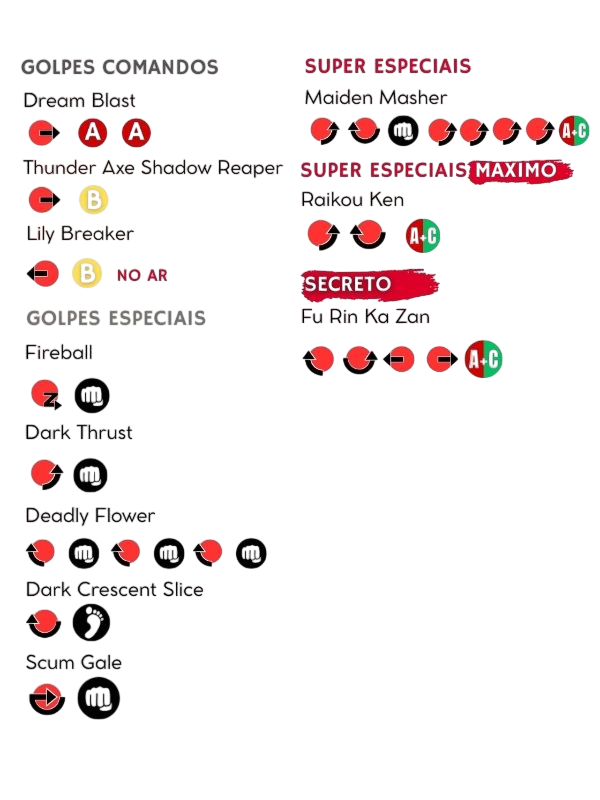 GOLPES COMANDOS
Dream Blast
A A
Thunder Axe Shadow Reaper
B
Lily Breaker
B NO AR
GOLPES ESPECIAIS
Fireball
Z
Dark Thrust
Deadly Flower
Dark Crescent Slice
Scum Gale
SUPER ESPECIAIS
Maiden Masher
A+C
SUPER ESPECIAIS MAXIMO
Raikou Ken
A+C
SECRETO
Fu Rin Ka Zan
A+C